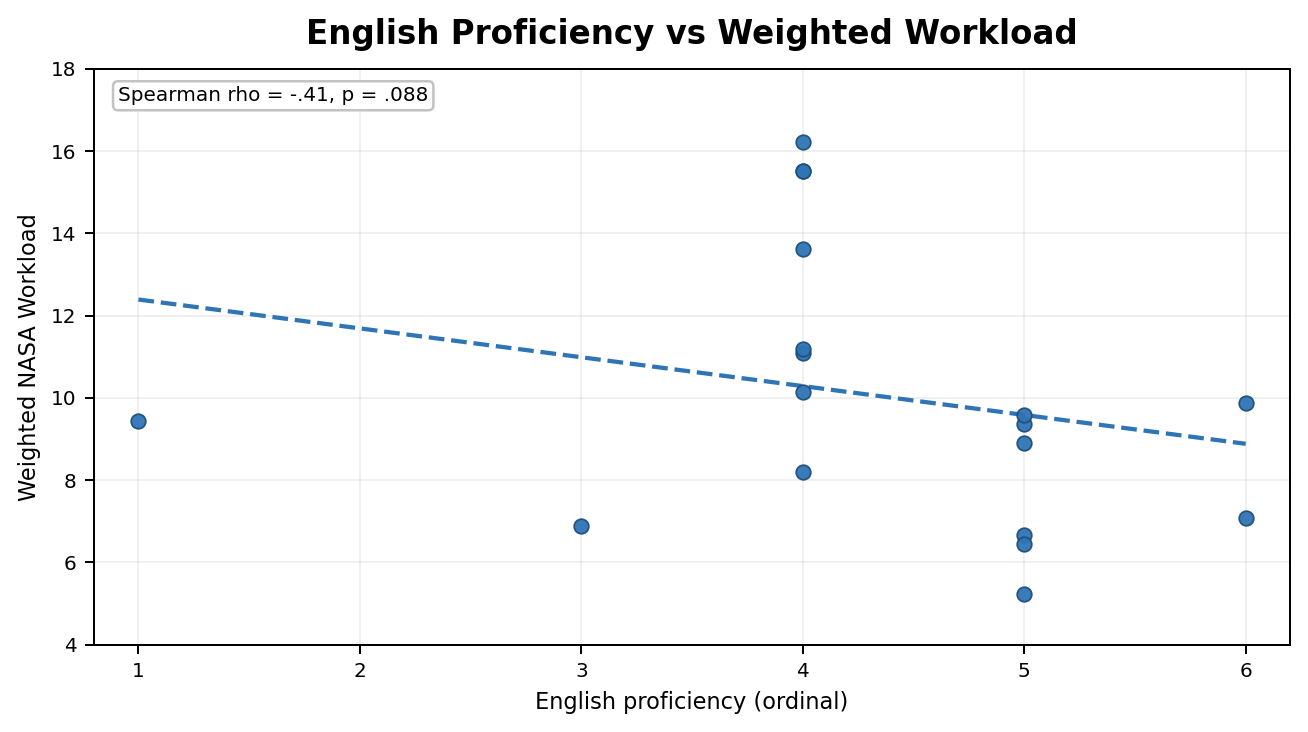 English Proficiency vs Weighted Workload
Spearman rho = -.41, p = .088
Weighted NASA Workload
18
16
14
12
10
8
6
4
1 2 3 4 5 6
English proficiency (ordinal)